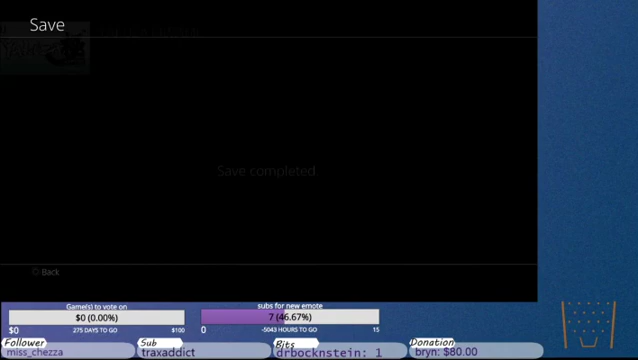 Save
Save completed
Back
Game(s) to vote on
$0 (0.00%)
$0
275 DAYS TO GO
$100
subs for new emote
7 (46.67%)
0
-5043 HOURS TO GO
15
Follower
miss_chezza
Sub
traxaddict
Bits
drbocknstein: 1
Donation
bryn: $80.00